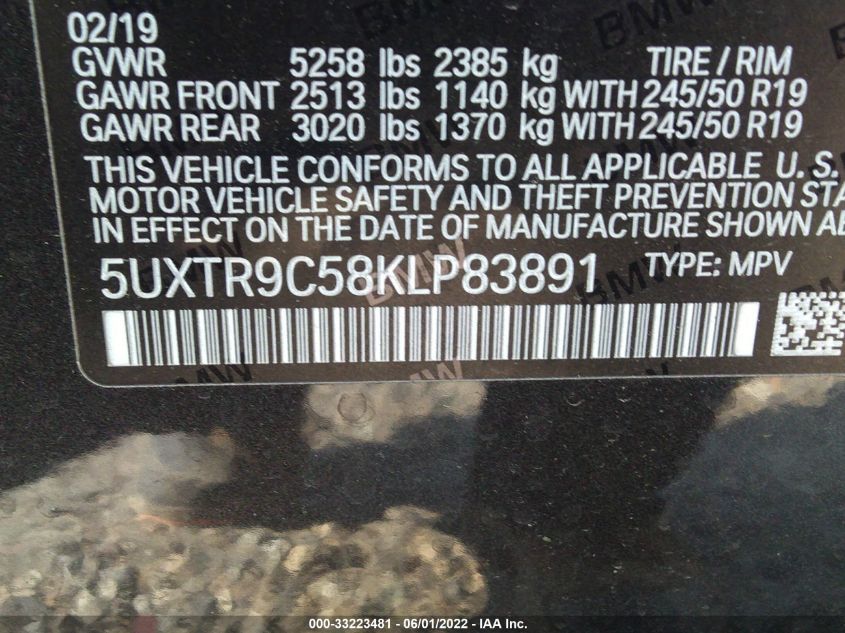 02/19
GVWR 5258 lbs 2385 kg TIRE / RIM
GAWR FRONT 2513 lbs 1140 kg WITH 245/50 R19
GAWR REAR 3020 lbs 1370 kg WITH 245/50 R19
THIS VEHICLE CONFORMS TO ALL APPLICABLE U. S.
MOTOR VEHICLE SAFETY AND THEFT PREVENTION STA
IN EFFECT ON THE DATE OF MANUFACTURE SHOWN AB
5UXTR9C58KLP83891 TYPE: MPV
000-33223481 - 06/01/2022 - IAA Inc.